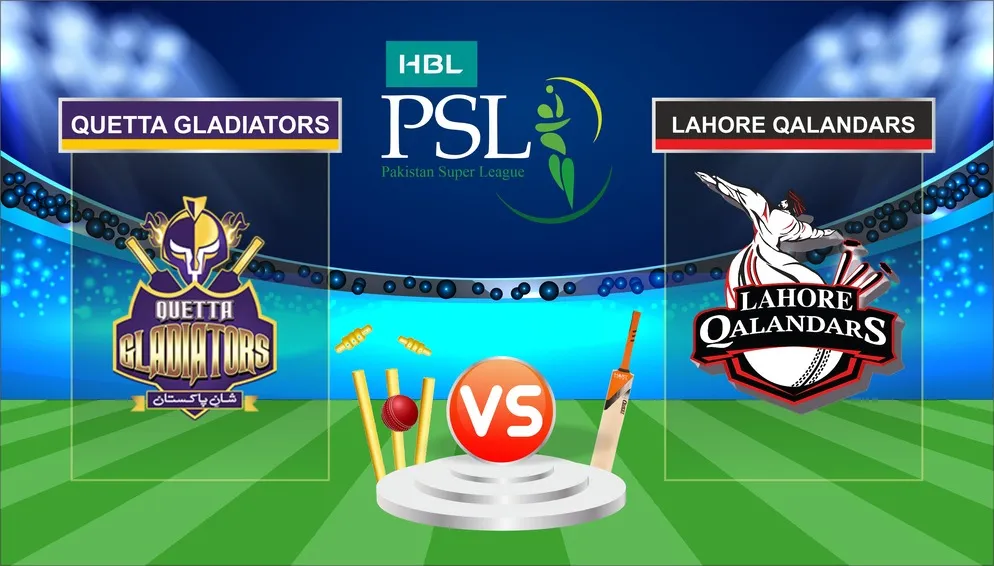 HBL
PSL
Pakistan Super League
QUETTA GLADIATORS
LAHORE QALANDARS
QUETTA
GLADIATORS
شانِ پاکستان
LAHORE
QALANDARS
VS